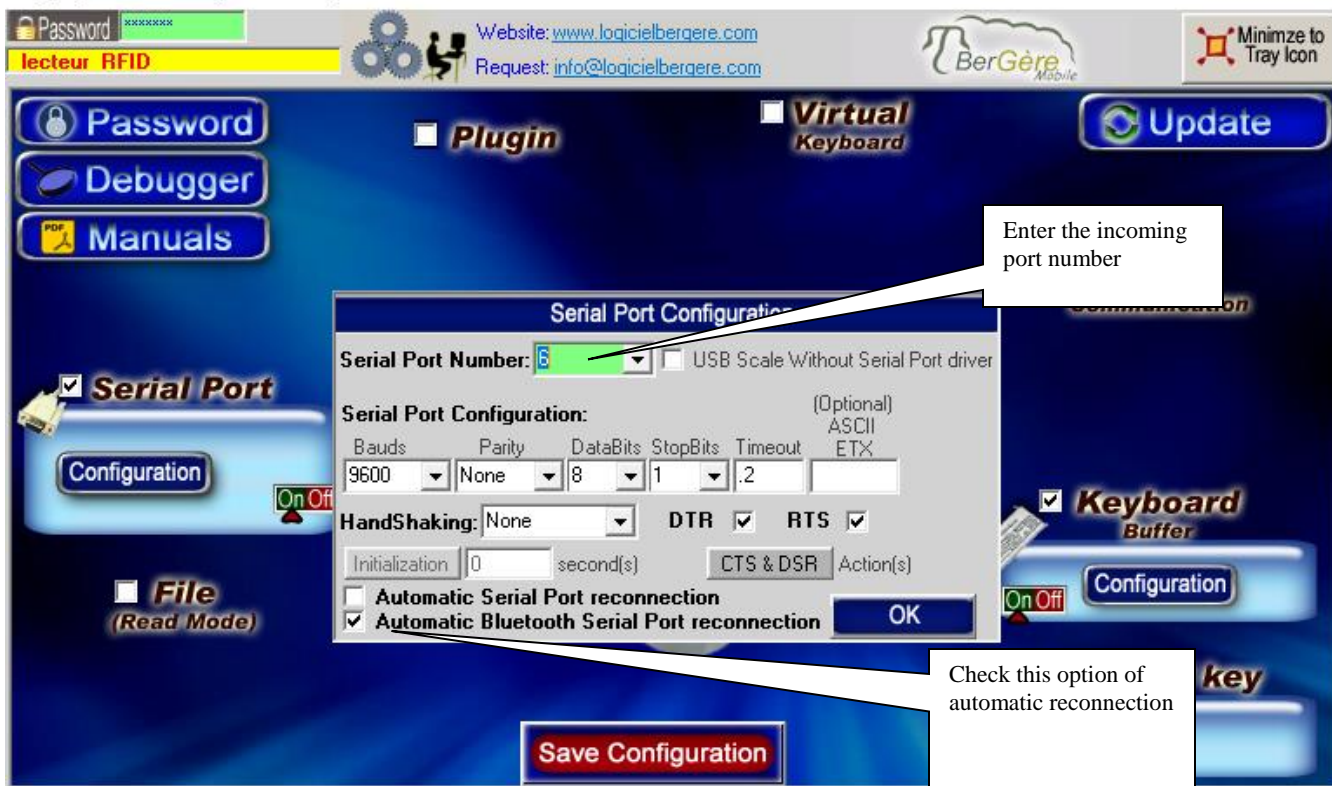 Password xxxxxxxx
lecteur RFID
Website: www.logicielbergere.com
Request: info@logicielbergere.com
BerGère
Mobile
Minimze to
Tray Icon
Password
Debugger
PDF
Manuals
Plugin
Virtual
Keyboard
Update
Enter the incoming
port number
Serial Port
Configuration
On Off
File
(Read Mode)
Serial Port Configuration
Serial Port Number: 6 USB Scale Without Serial Port driver
Serial Port Configuration:
(Optional)
ASCII
Bauds Parity DataBits StopBits Timeout ETX
9600 None 8 1 .2
HandShaking: None DTR RTS
Initialization 0 second(s) CTS & DSR Action(s)
Automatic Serial Port reconnection
Automatic Bluetooth Serial Port reconnection OK
Keyboard
Buffer
Configuration
On Off
Check this option of
automatic reconnection
key
Save Configuration